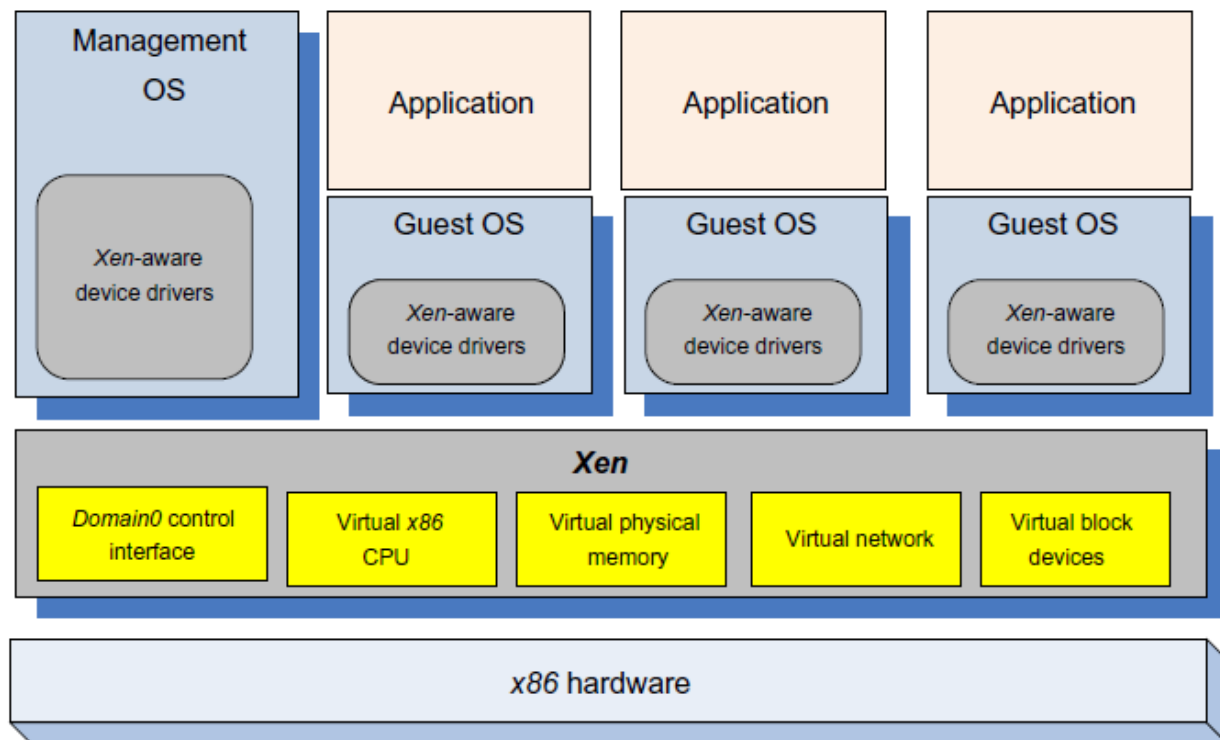 Management
OS
Xen-aware
device drivers
Application
Application
Application
Guest OS
Xen-aware
device drivers
Guest OS
Xen-aware
device drivers
Guest OS
Xen-aware
device drivers
Xen
Domain0 control
interface
Virtual x86
CPU
Virtual physical
memory
Virtual network
Virtual block
devices
x86 hardware